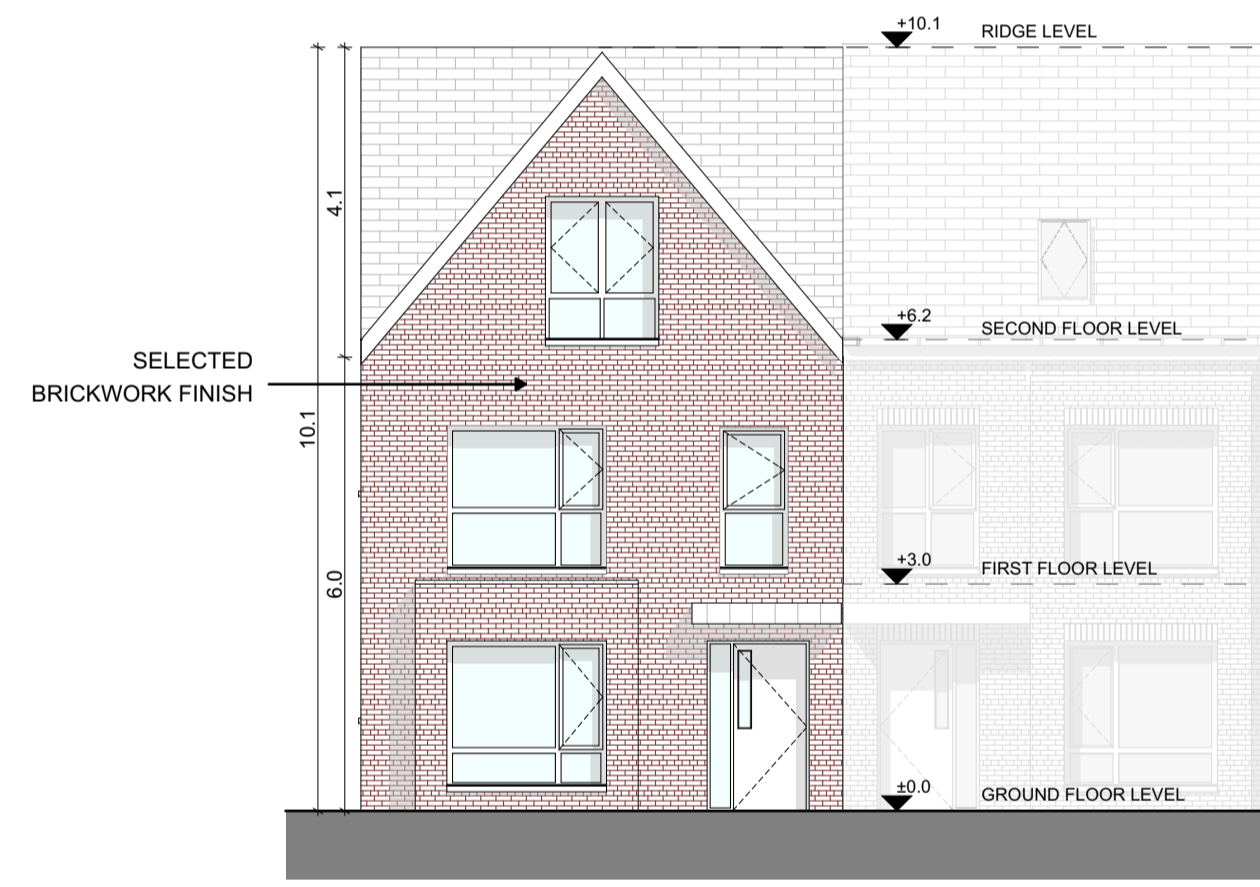 +10.1
RIDGE LEVEL
4.1
+6.2
SECOND FLOOR LEVEL
SELECTED
BRICKWORK FINISH
10.1
+3.0
FIRST FLOOR LEVEL
6.0
±0.0
GROUND FLOOR LEVEL